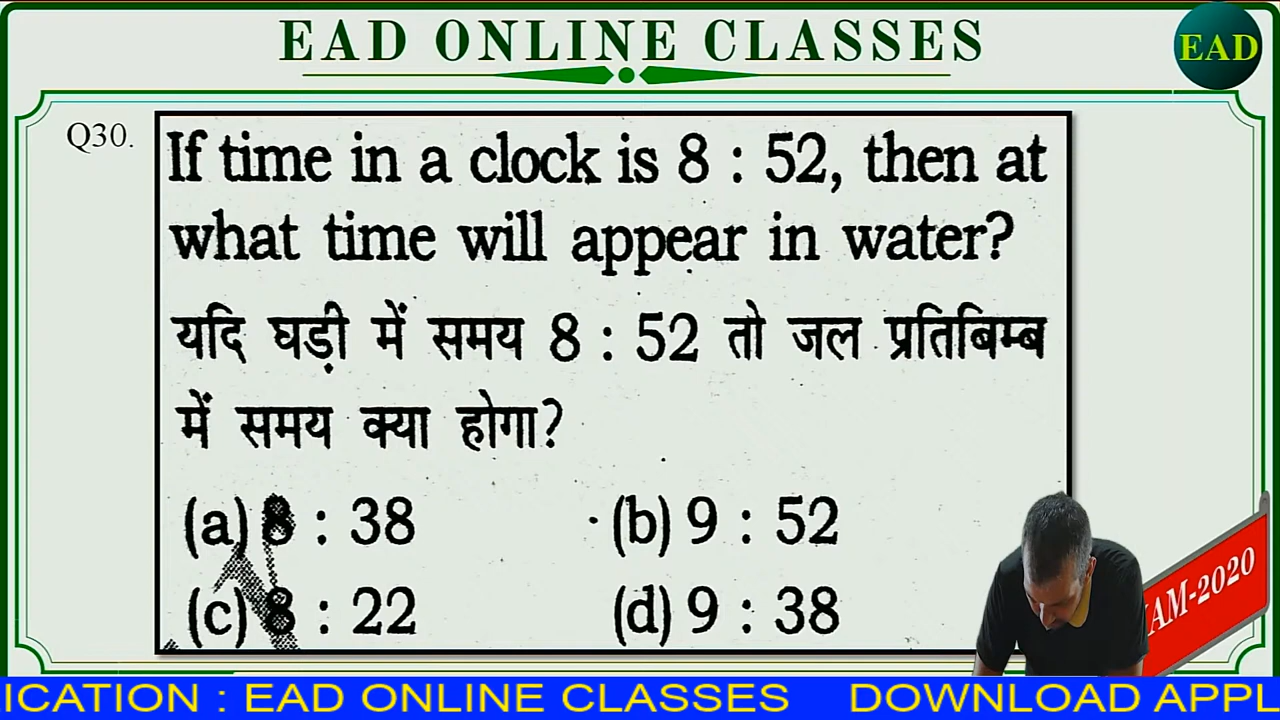 EAD ONLINE CLASSES
EAD
Q30.
If time in a clock is 8 : 52, then at
what time will appear in water?
यदि घड़ी में समय 8 : 52 तो जल प्रतिबिम्ब
में समय क्या होगा?
(a) 8 : 38 (b) 9 : 52
(c) 8 : 22 (d) 9 : 38
AM-2020
ICATION : EAD ONLINE CLASSES DOWNLOAD APPL